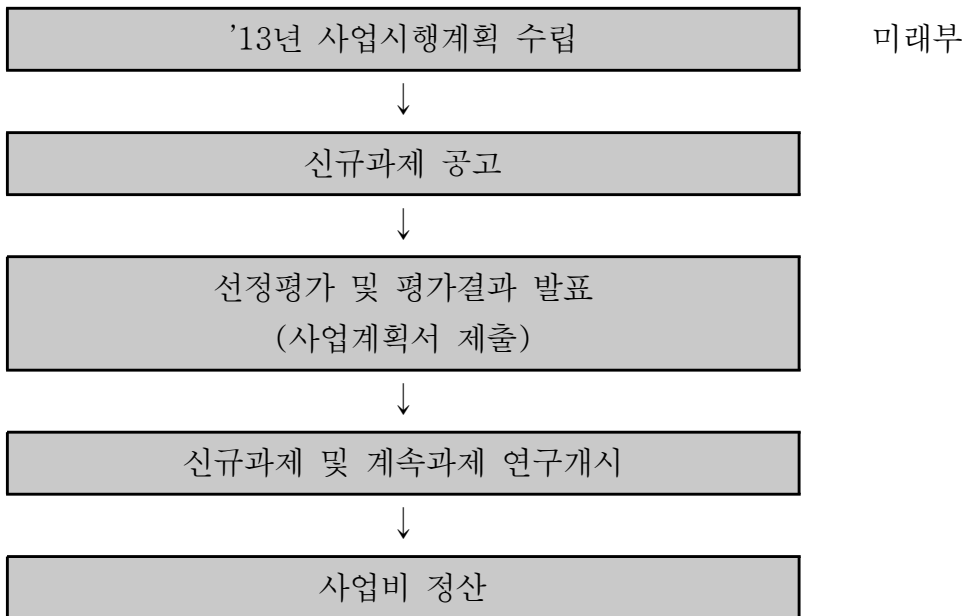 ’13년 사업시행계획 수립 미래부
↓
신규과제 공고
↓
선정평가 및 평가결과 발표
(사업계획서 제출)
↓
신규과제 및 계속과제 연구개시
↓
사업비 정산